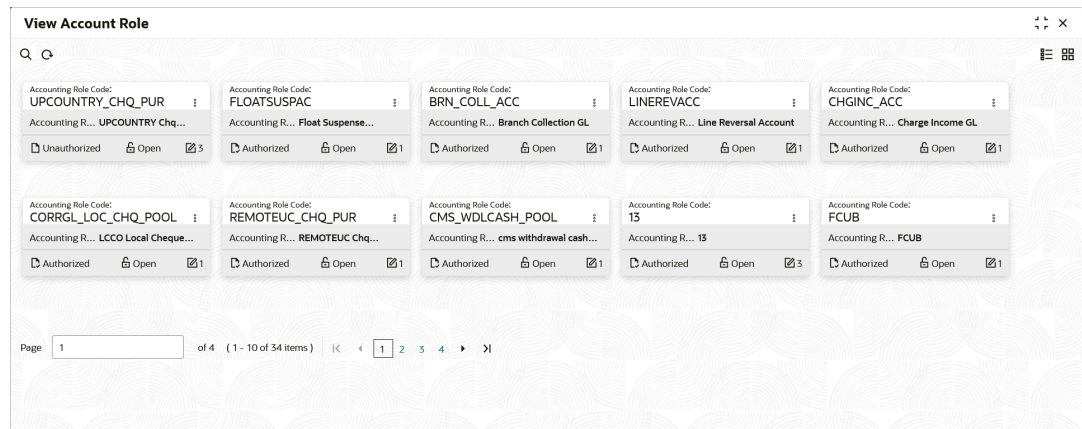 View Account Role
Accounting Role Code:
UPCOUNTRY_CHQ_PUR
Accounting R... UPCOUNTRY Chq...
Unauthorized Open 3
Accounting Role Code:
FLOATSUSPAC
Accounting R... Float Suspense...
Authorized Open 1
Accounting Role Code:
BRN_COLL_ACC
Accounting R... Branch Collection GL
Authorized Open 1
Accounting Role Code:
LINEREVACC
Accounting R... Line Reversal Account
Authorized Open 1
Accounting Role Code:
CHGINC_ACC
Accounting R... Charge Income GL
Authorized Open 1
Accounting Role Code:
CORRGL_LOC_CHQ_POOL
Accounting R... LCCO Local Cheque...
Authorized Open 1
Accounting Role Code:
REMOTEUC_CHQ_PUR
Accounting R... REMOTEUC Chq...
Authorized Open 1
Accounting Role Code:
CMS_WDLCASH_POOL
Accounting R... cms withdrawal cash...
Authorized Open 1
Accounting Role Code:
13
Accounting R... 13
Authorized Open 3
Accounting Role Code:
FCUB
Accounting R... FCUB
Authorized Open 1
Page 1 of 4 ( 1 - 10 of 34 items ) 1 2 3 4